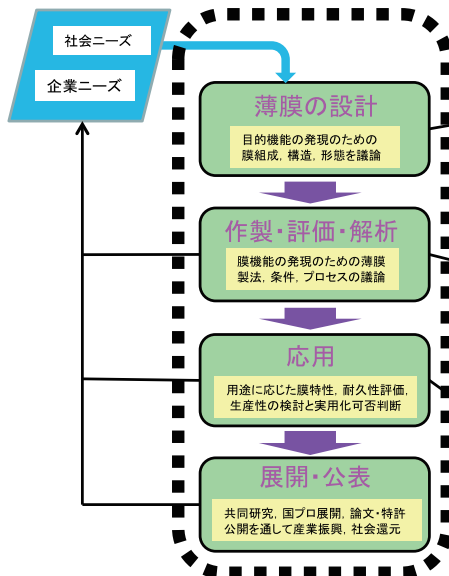 社会ニーズ
企業ニーズ
薄膜の設計
目的機能の発現のための
膜組成, 構造, 形態を議論
作製・評価・解析
膜機能の発現のための薄膜
製法, 条件, プロセスの議論
応用
用途に応じた膜特性, 耐久性評価,
生産性の検討と実用化可否判断
展開・公表
共同研究, 国プロ展開, 論文・特許
公開を通して産業振興, 社会還元